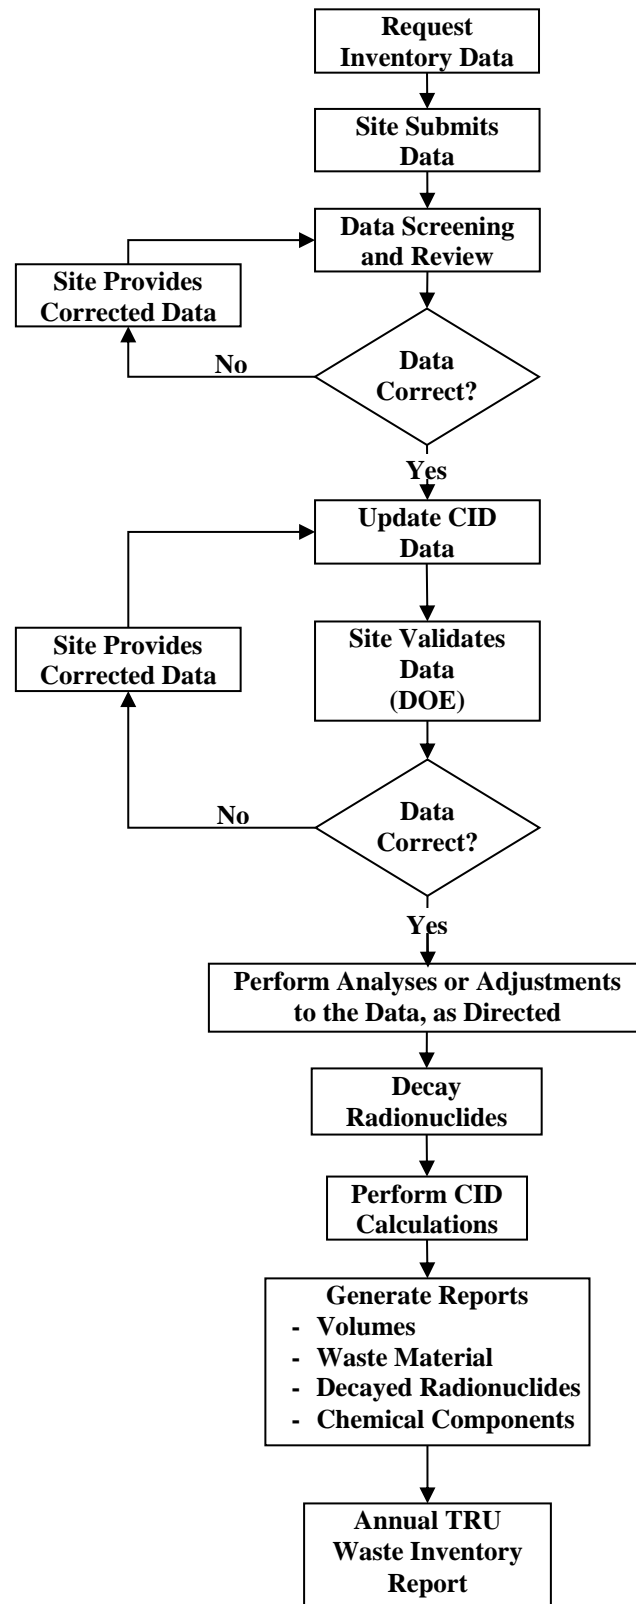 Request
Inventory Data
Site Submits
Data
Data Screening
and Review
Site Provides
Corrected Data
Data
Correct?
No
Yes
Update CID
Data
Site Provides
Corrected Data
Site Validates
Data
(DOE)
Data
Correct?
No
Yes
Perform Analyses or Adjustments
to the Data, as Directed
Decay
Radionuclides
Perform CID
Calculations
Generate Reports
- Volumes
- Waste Material
- Decayed Radionuclides
- Chemical Components
Annual TRU
Waste Inventory
Report